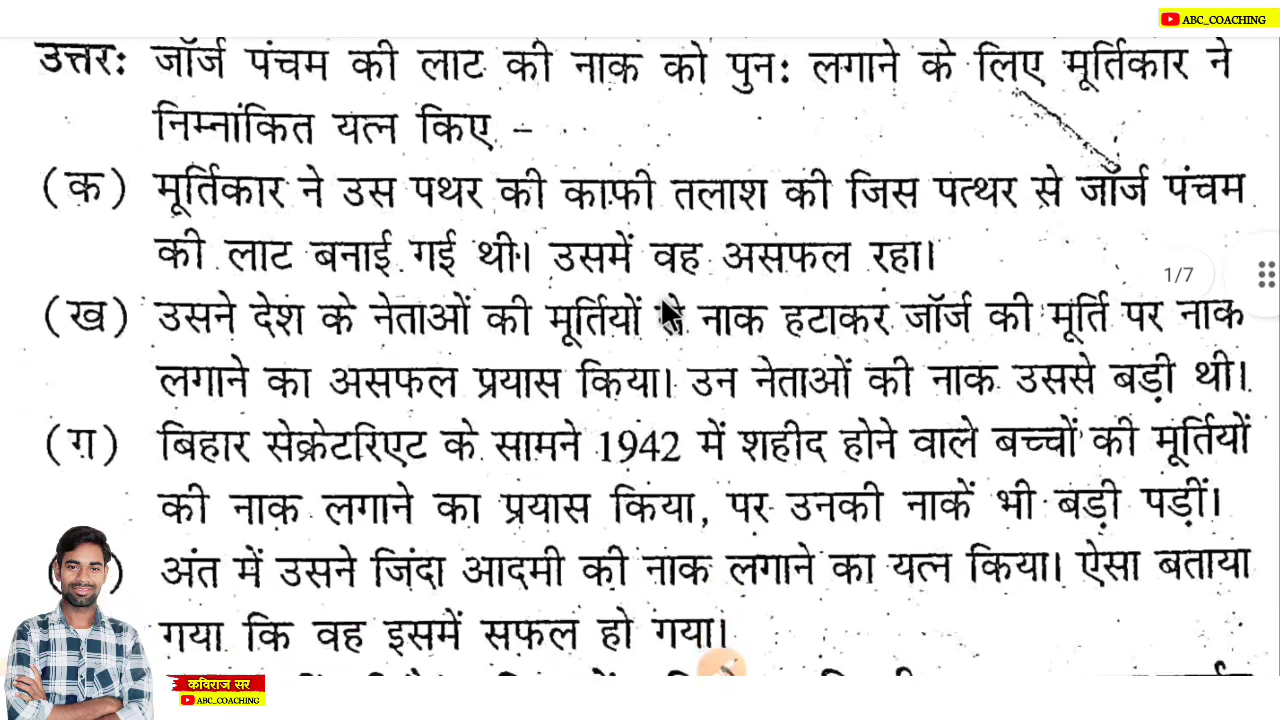 ABC_COACHING
उत्तरः जॉर्ज पंचम की लाट की नाक को पुनः लगाने के लिए मूर्तिकार ने
निम्नांकित यत्न किए –
(क) मूर्तिकार ने उस पथर की काफी तलाश की जिस पत्थर से जॉर्ज पंचम
की लाट बनाई गई थी। उसमें वह असफल रहा।
1/7
(ख) उसने देश के नेताओं की मूर्तियों नाक हटाकर जॉर्ज की मूर्ति पर नाक
लगाने का असफल प्रयास किया। उन नेताओं की नाक उससे बड़ी थी।
(ग) बिहार सेक्रेटरिएट के सामने 1942 में शहीद होने वाले बच्चों की मूर्तियों
की नाक लगाने का प्रयास किया, पर उनकी नाकें भी बड़ी पड़ीं।
अंत में उसने जिंदा आदमी की नाक लगाने का यत्न किया। ऐसा बताया
गया कि वह इसमें सफल हो गया।
कविराज सर
ABC_COACHING